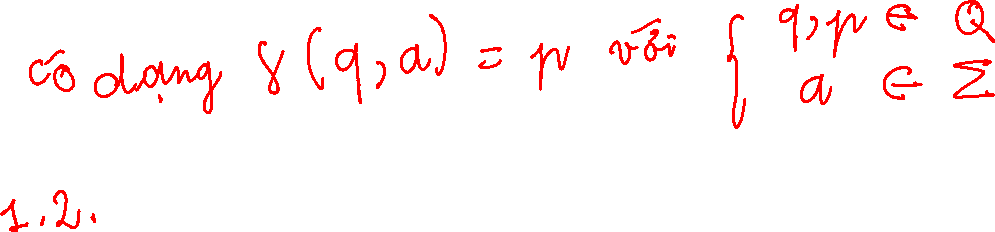 có dạng γ(q,a) = p với { q,p ∈ Q
a ∈ Σ
1.2.